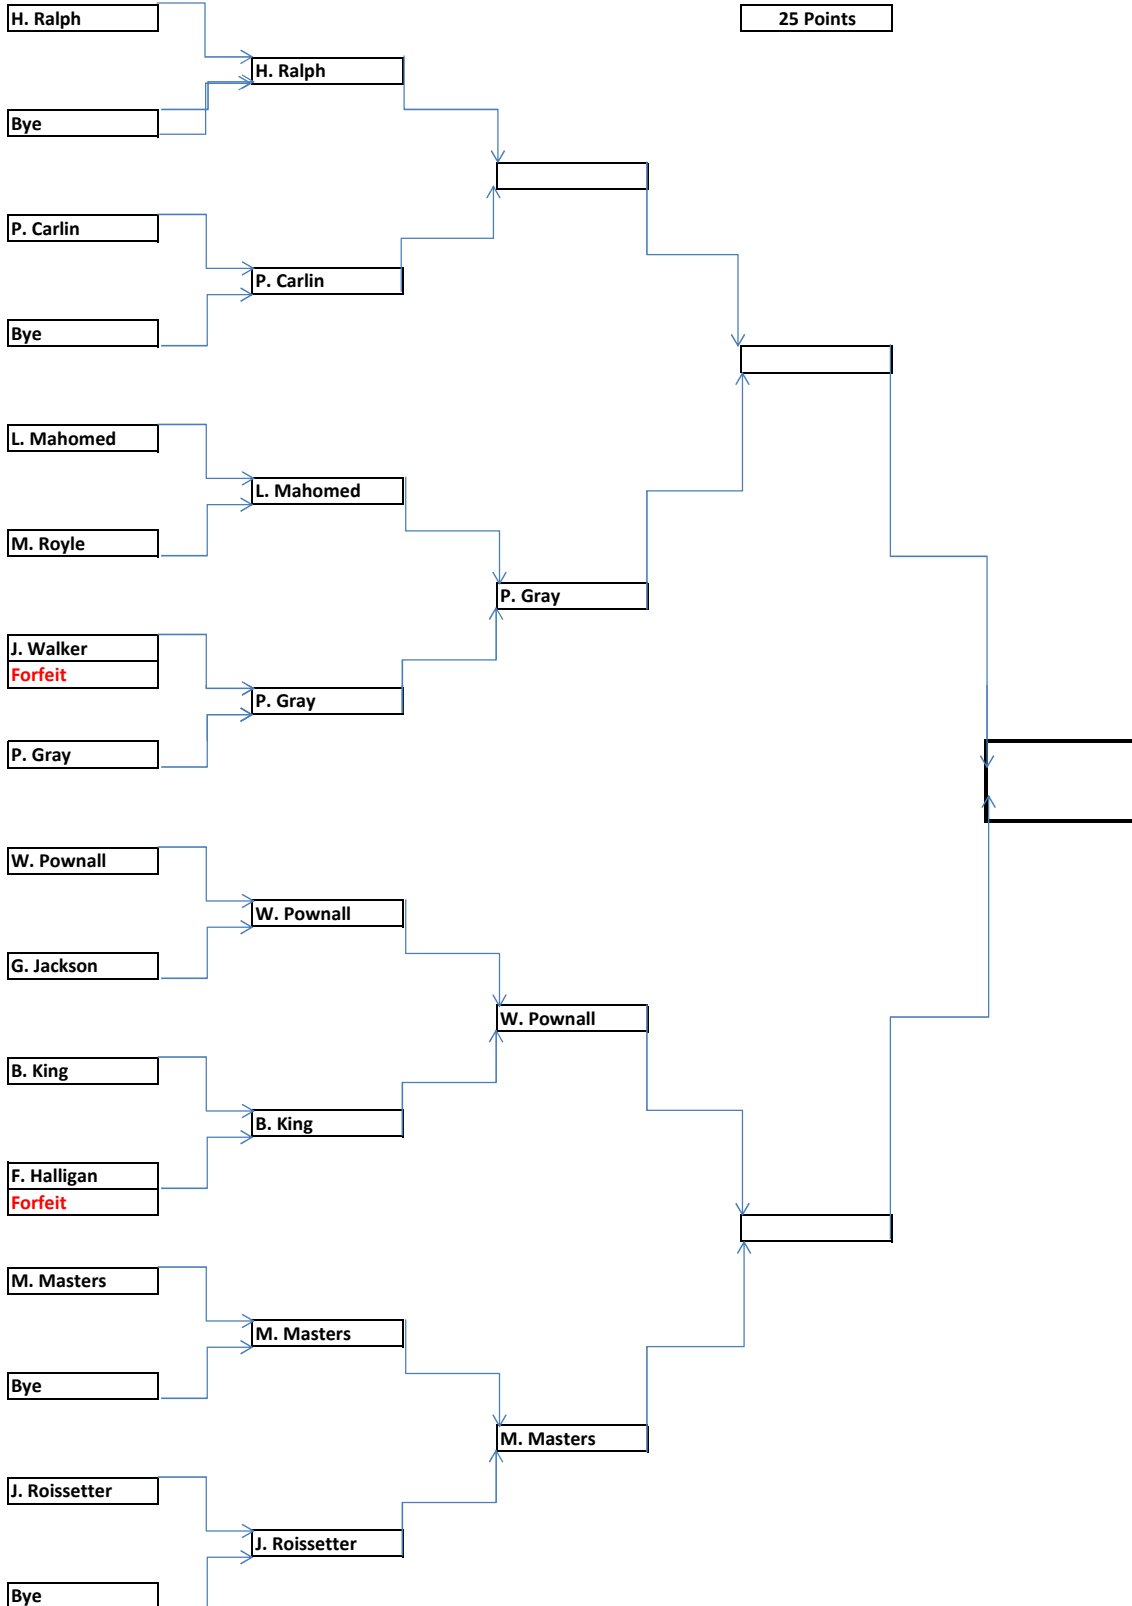 H. Ralph
25 Points
H. Ralph
Bye
P. Carlin
P. Carlin
Bye
L. Mahomed
L. Mahomed
M. Royle
P. Gray
J. Walker
Forfeit
P. Gray
P. Gray
W. Pownall
W. Pownall
G. Jackson
W. Pownall
B. King
B. King
F. Halligan
Forfeit
M. Masters
M. Masters
Bye
M. Masters
J. Roissetter
J. Roissetter
Bye